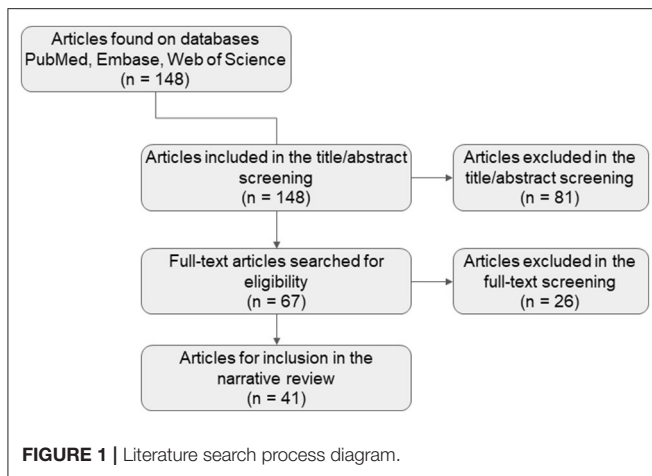 Articles found on databases
PubMed, Embase, Web of Science
(n = 148)
Articles included in the title/abstract
screening
(n = 148)
Articles excluded in the
title/abstract screening
(n = 81)
Full-text articles searched for
eligibility
(n = 67)
Articles excluded in the
full-text screening
(n = 26)
Articles for inclusion in the
narrative review
(n = 41)
FIGURE 1 | Literature search process diagram.